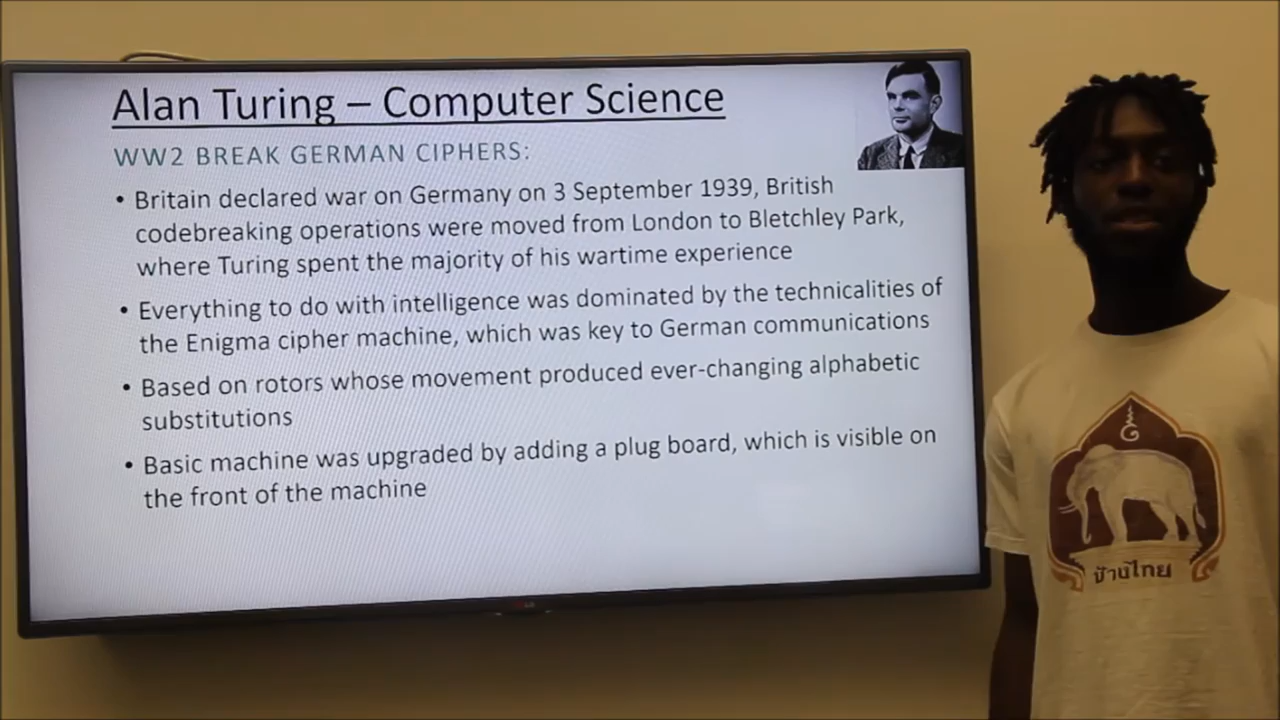 Alan Turing – Computer Science
WW2 BREAK GERMAN CIPHERS:
• Britain declared war on Germany on 3 September 1939, British
codebreaking operations were moved from London to Bletchley Park,
where Turing spent the majority of his wartime experience
• Everything to do with intelligence was dominated by the technicalities of
the Enigma cipher machine, which was key to German communications
• Based on rotors whose movement produced ever-changing alphabetic
substitutions
• Basic machine was upgraded by adding a plug board, which is visible on
the front of the machine
LG
บ้านไทย